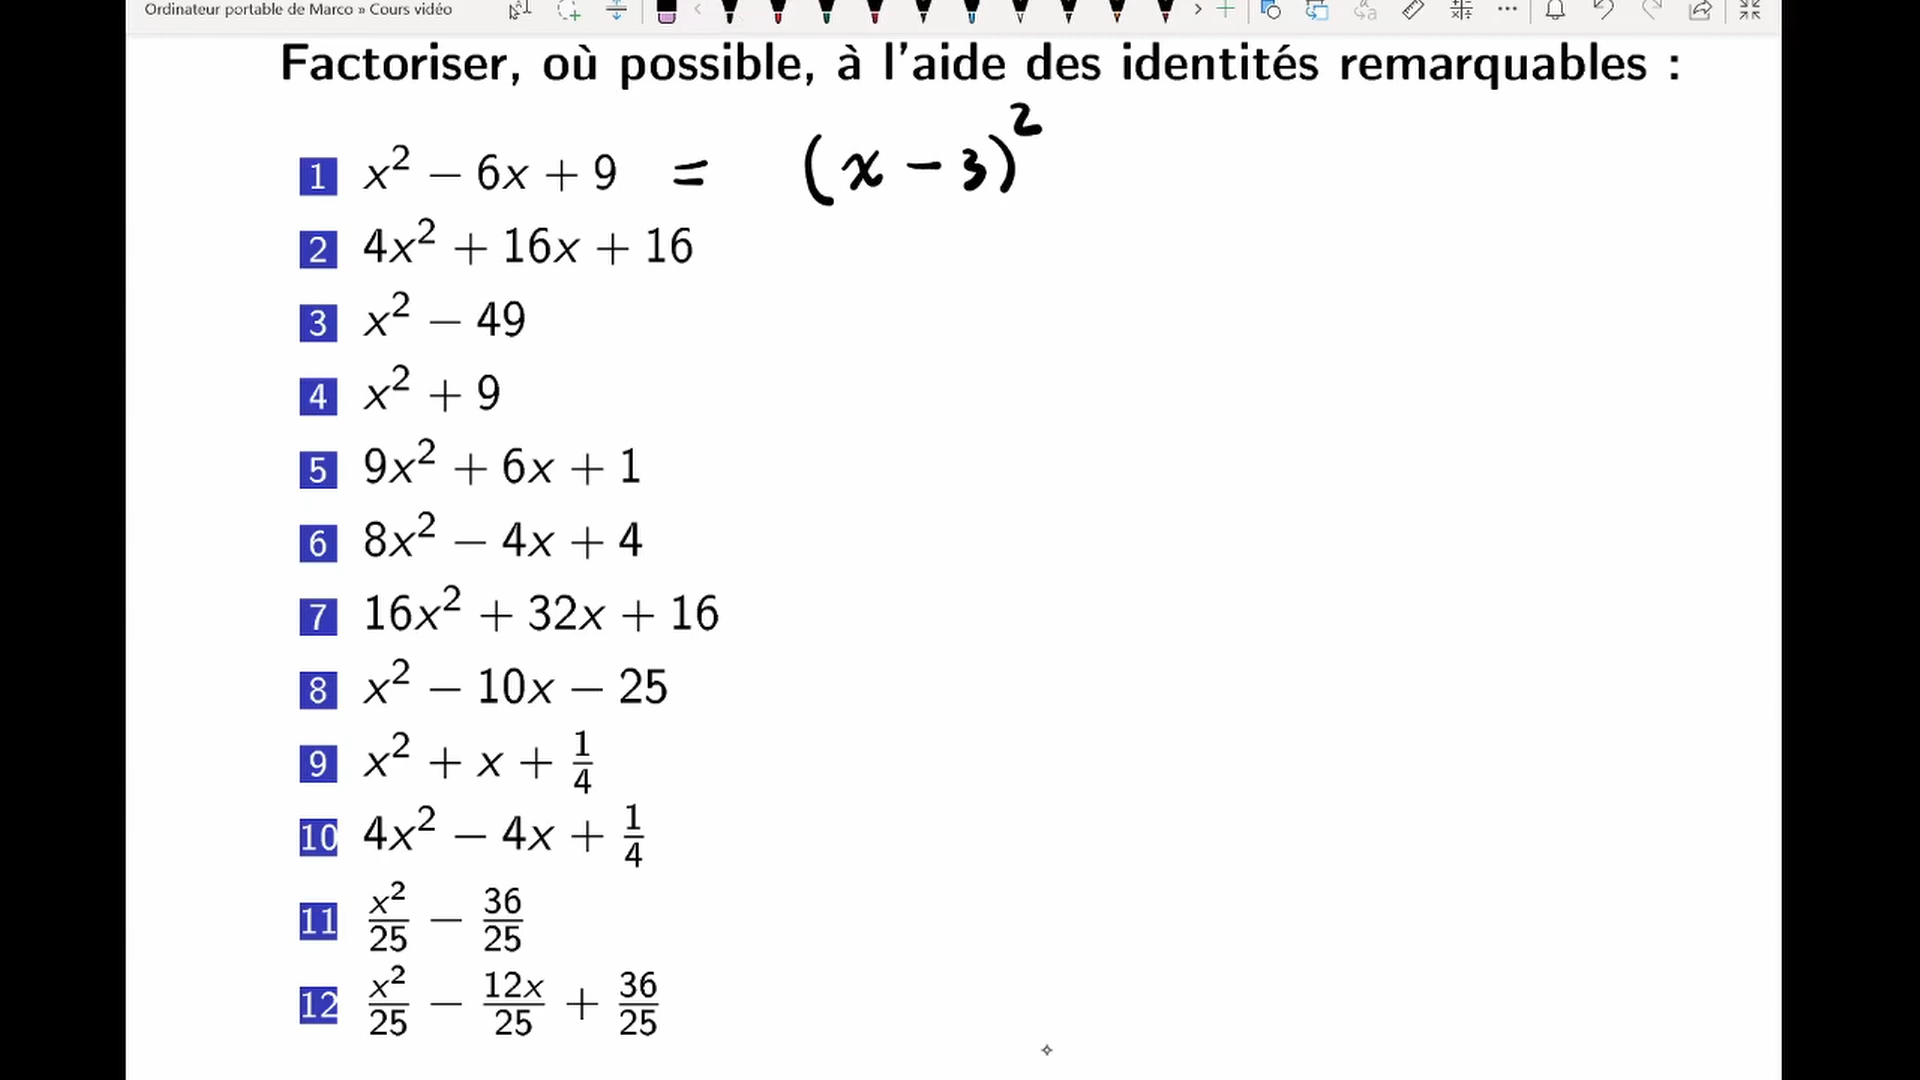 Ordinateur portable de Marco » Cours vidéo
Factoriser, où possible, à l'aide des identités remarquables :
1 x² − 6x + 9 = (x − 3)²
2 4x² + 16x + 16
3 x² − 49
4 x² + 9
5 9x² + 6x + 1
6 8x² − 4x + 4
7 16x² + 32x + 16
8 x² − 10x − 25
9 x² + x + 1/4
10 4x² − 4x + 1/4
11 x²/25 − 36/25
12 x²/25 − 12x/25 + 36/25